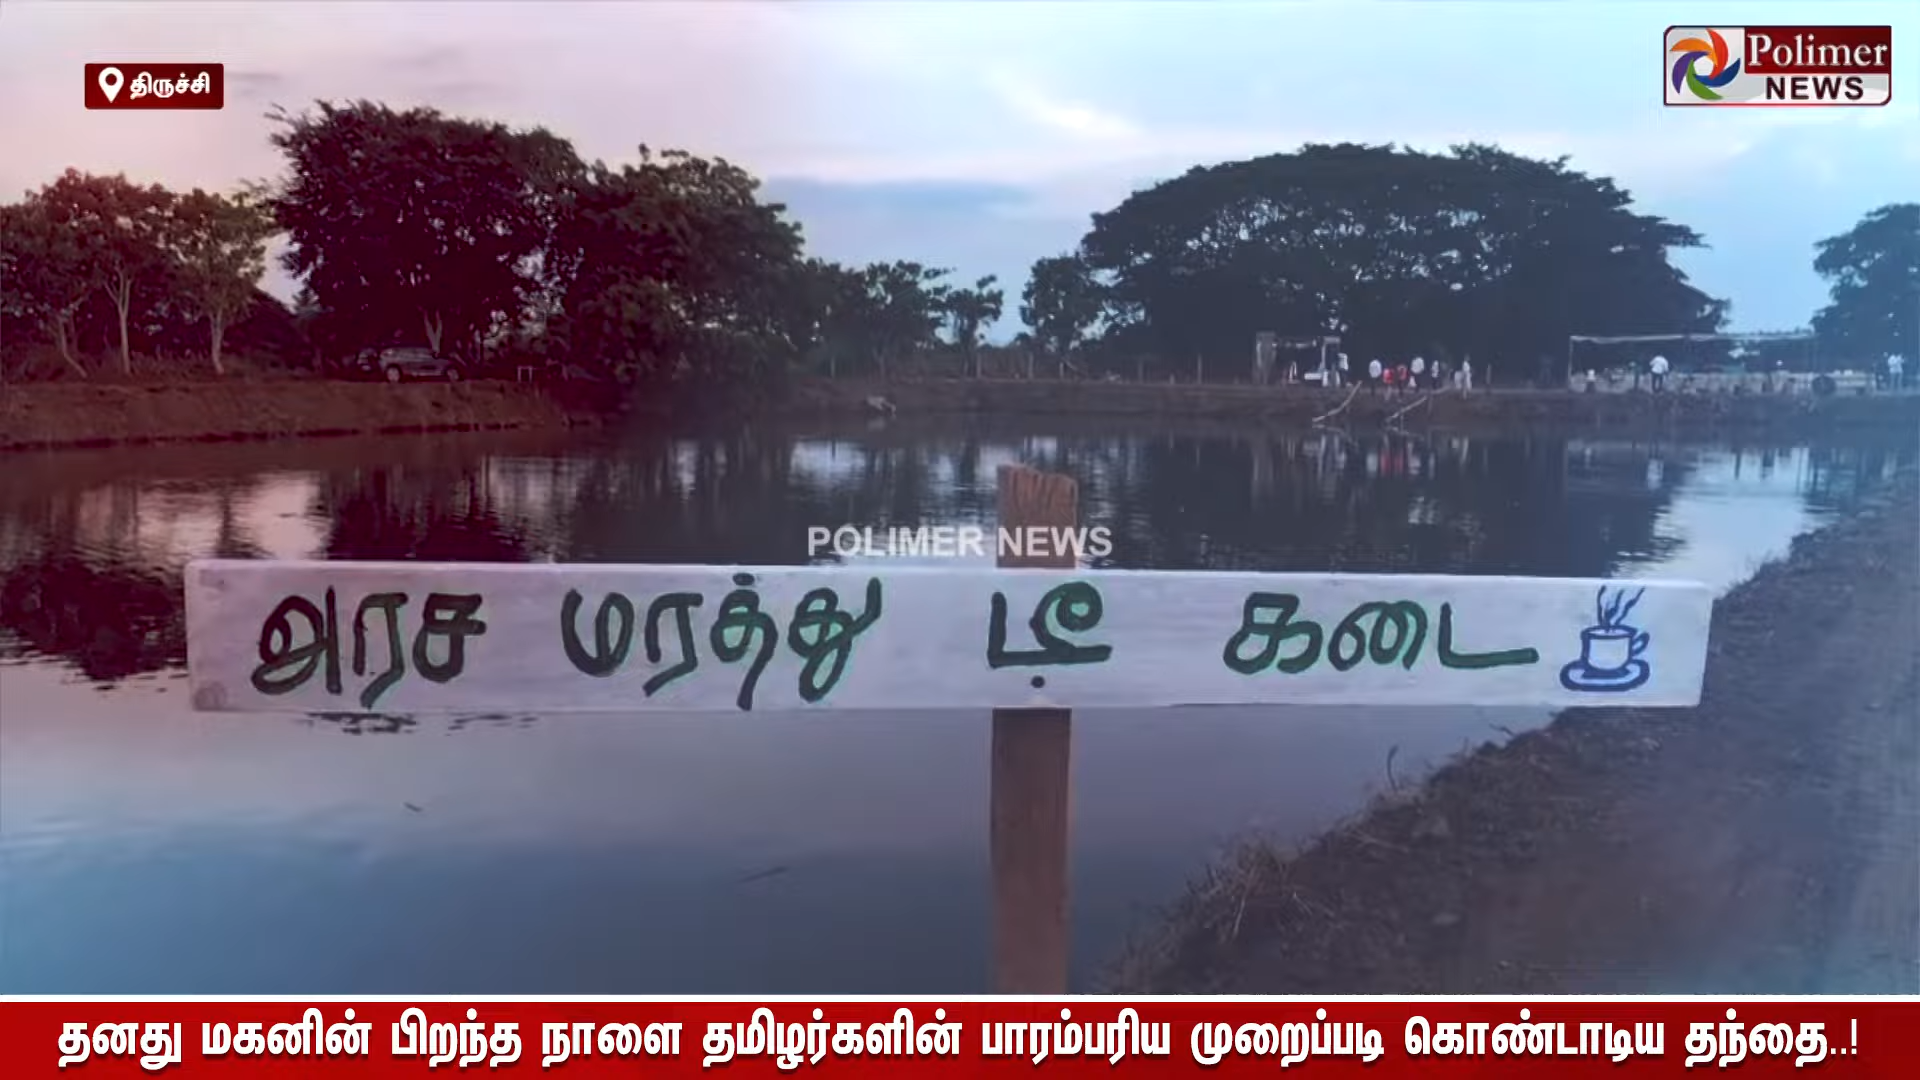 திருச்சி
Polimer
NEWS
POLIMER NEWS
அரச மரத்து டீ கடை
தனது மகனின் பிறந்த நாளை தமிழர்களின் பாரம்பரிய முறைப்படி கொண்டாடிய தந்தை..!